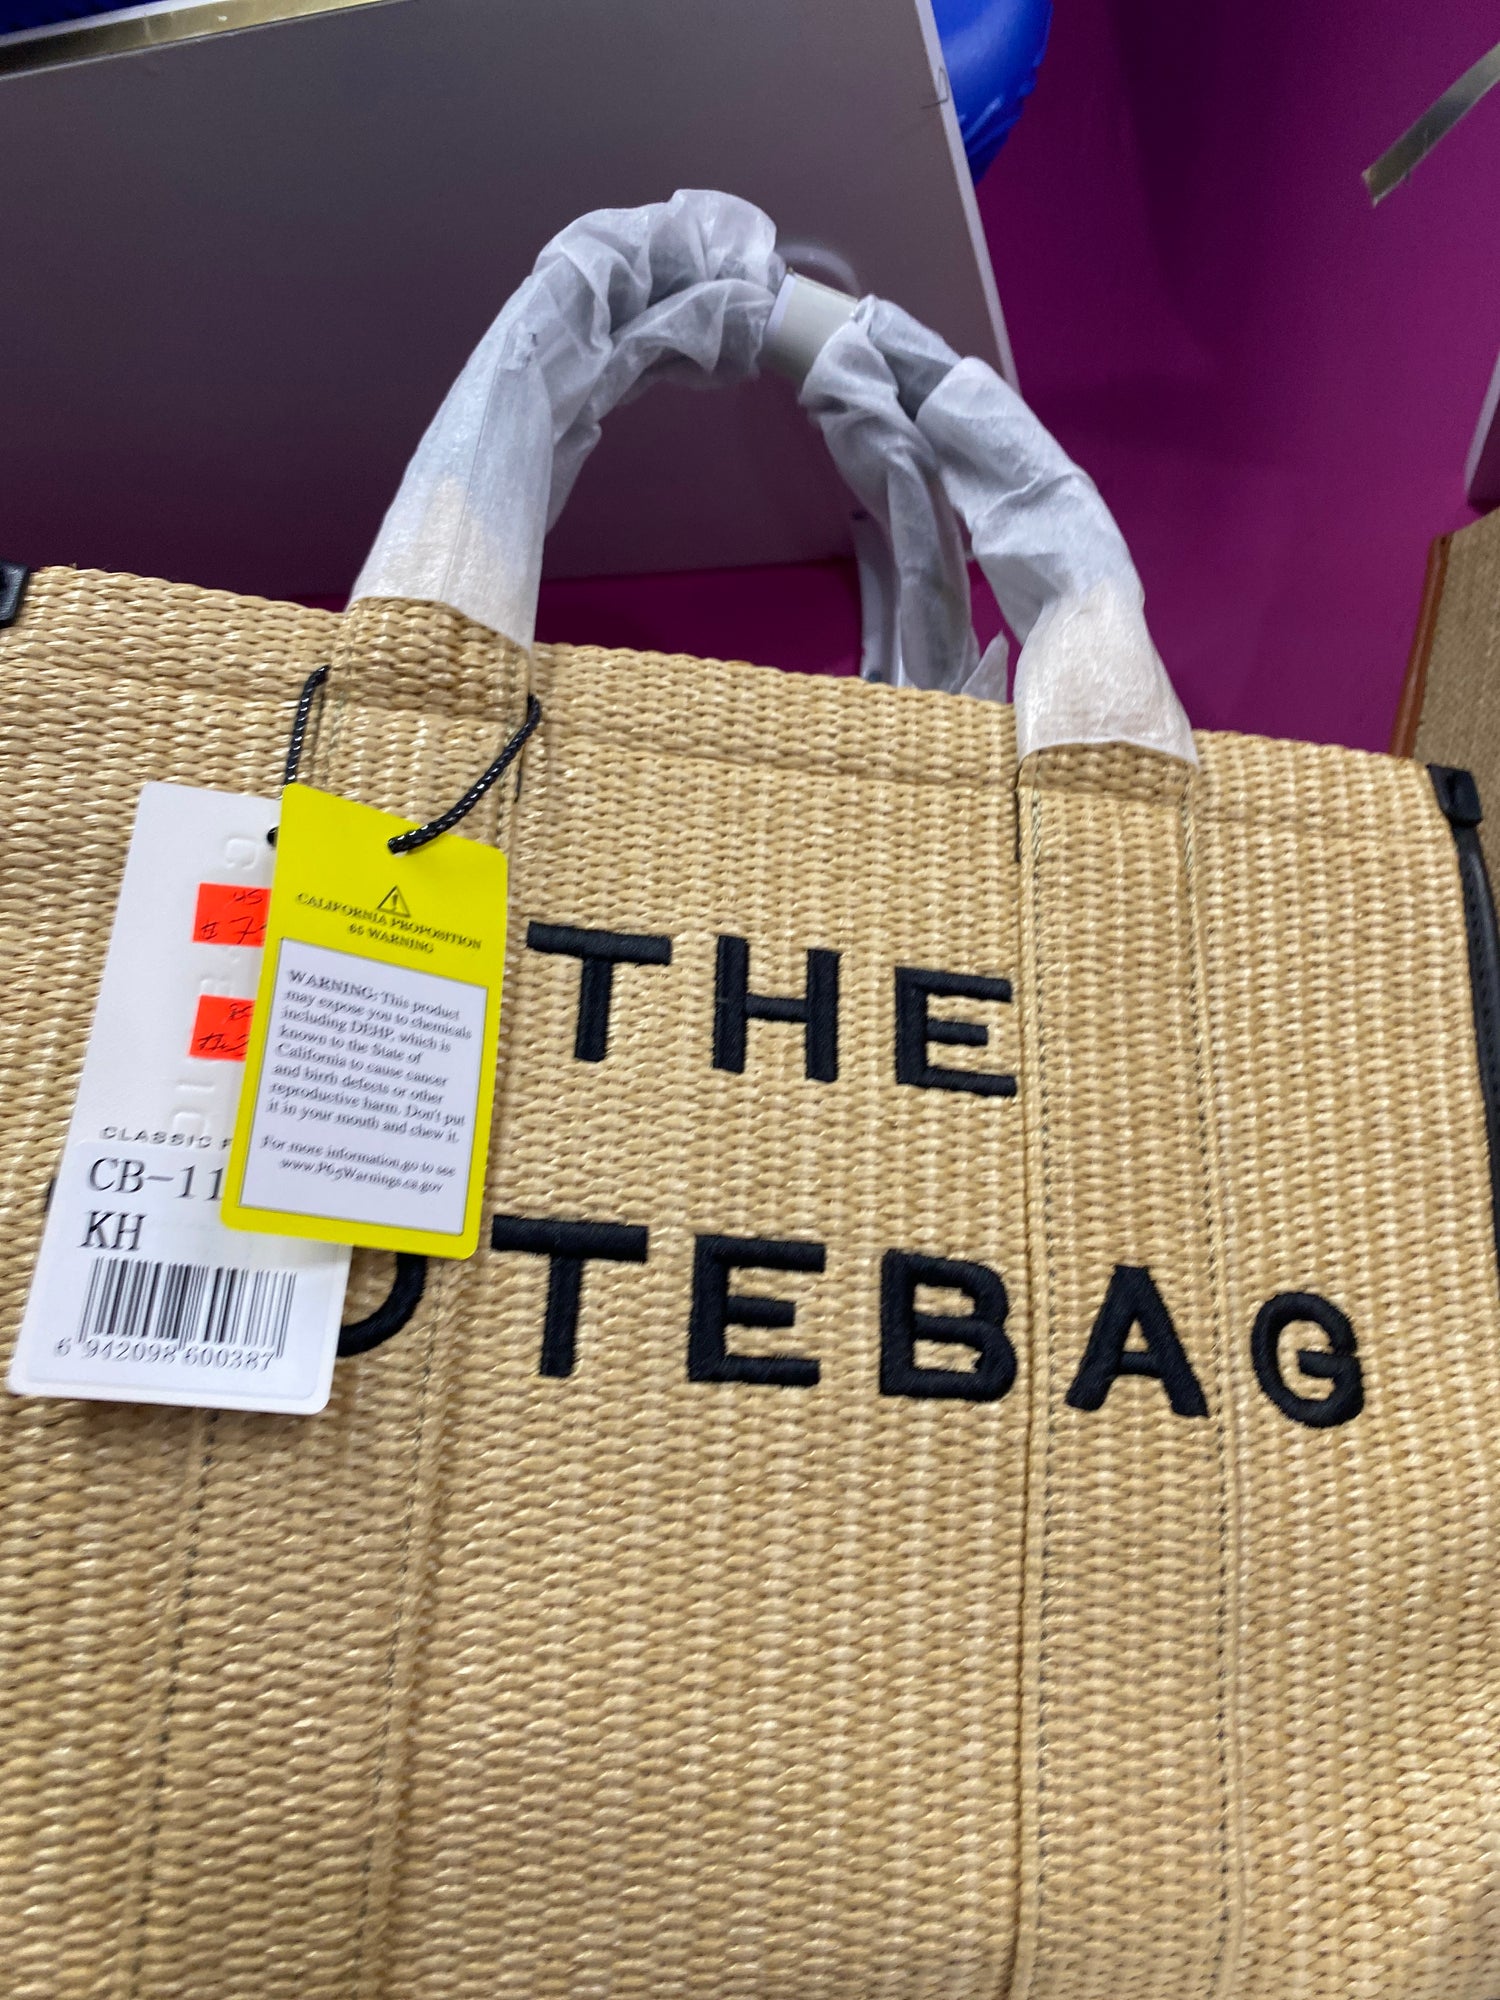 THE
TOTEBAG
CALIFORNIA PROPOSITION
65 WARNING
WARNING: This product
may expose you to chemicals
including DEHP, which is
known to the State of
California to cause cancer
and birth defects or other
reproductive harm. Don't put
it in your mouth and chew it.
For more information go to see
www.P65Warnings.ca.gov
CLASSIC
CB-11
KH
6 942098 600387